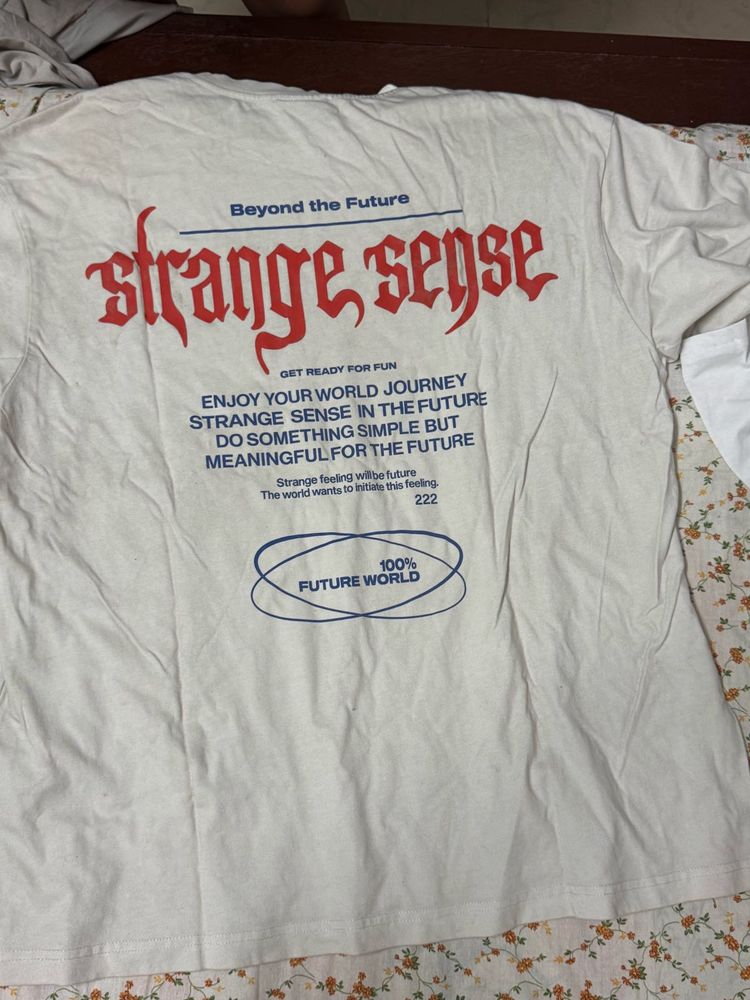 Beyond the Future
strange sense
GET READY FOR FUN
ENJOY YOUR WORLD JOURNEY
STRANGE SENSE IN THE FUTURE
DO SOMETHING SIMPLE BUT
MEANINGFUL FOR THE FUTURE
Strange feeling will be future
The world wants to initiate this feeling.
222
100%
FUTURE WORLD